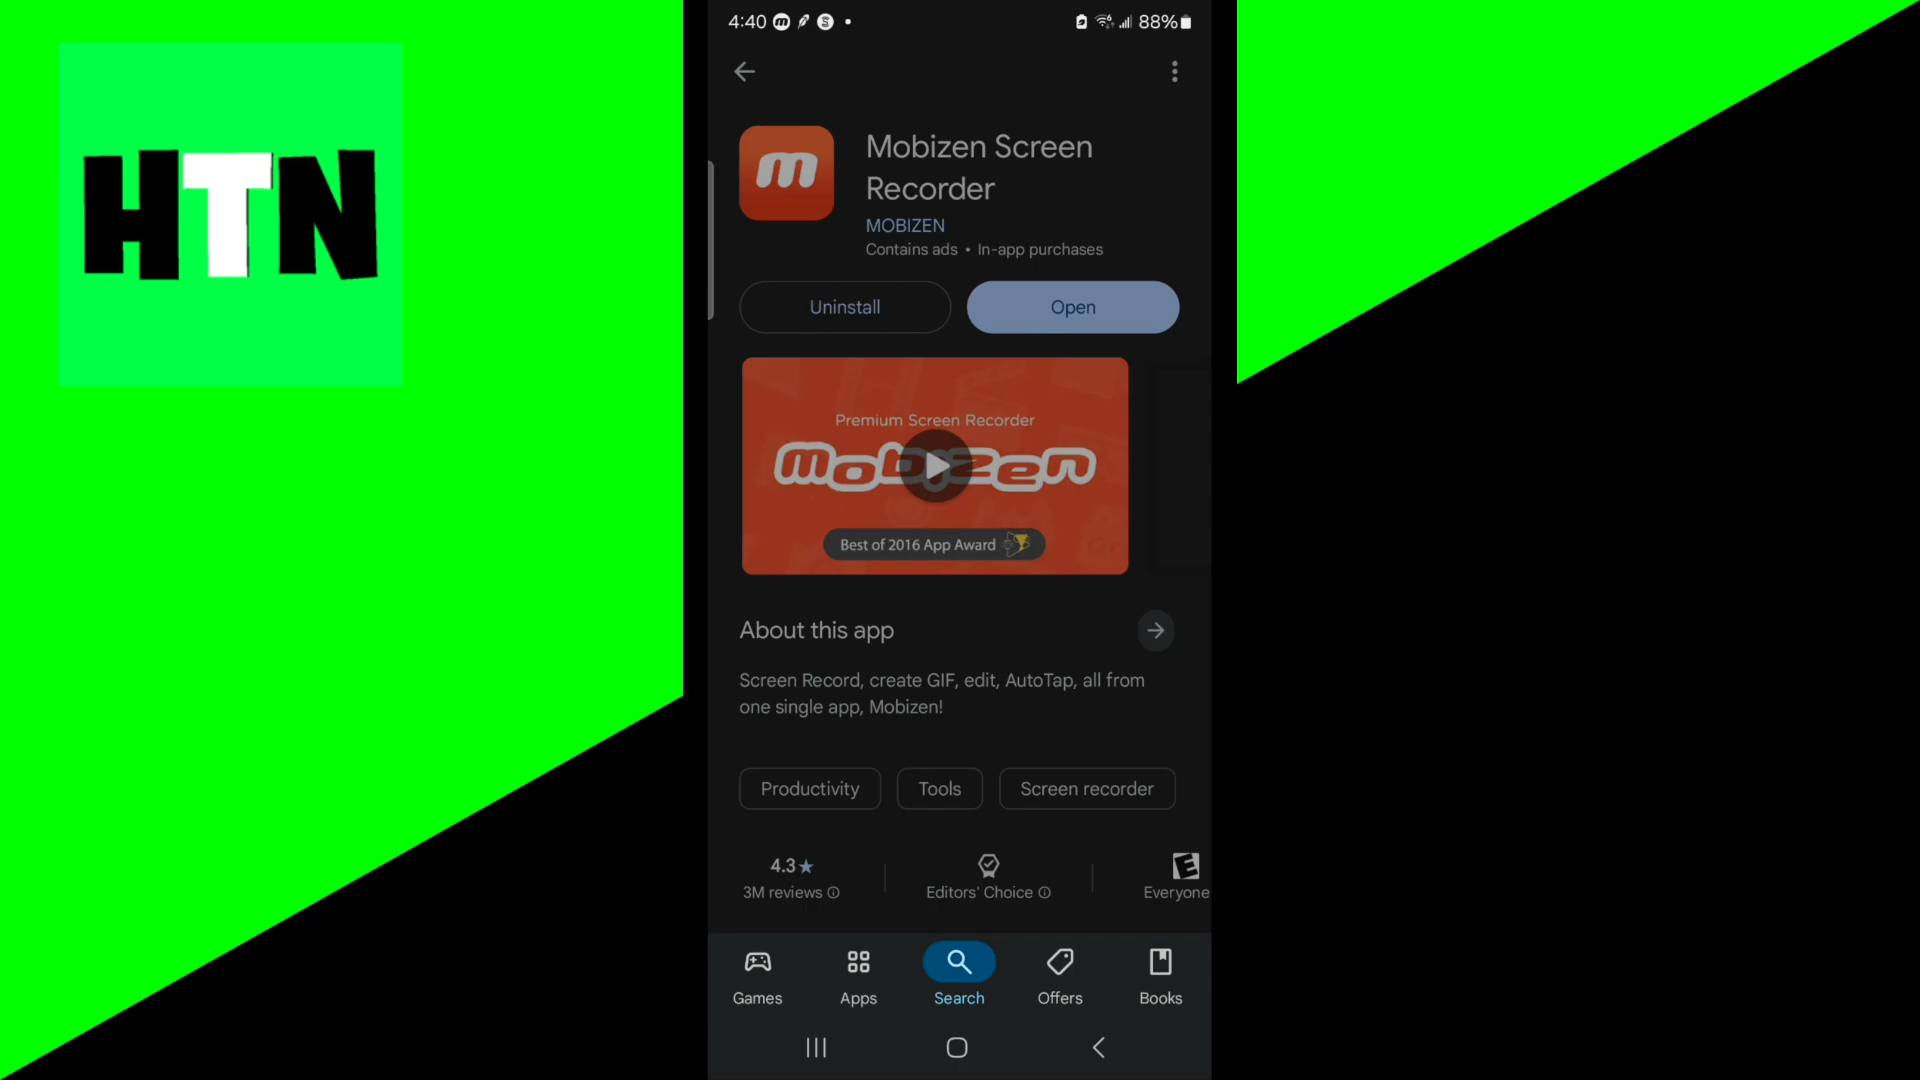 HTN
4:40
88%
m
Mobizen Screen
Recorder
MOBIZEN
Contains ads • In-app purchases
Uninstall
Open
Premium Screen Recorder
mobizen
Best of 2016 App Award
About this app
Screen Record, create GIF, edit, AutoTap, all from
one single app, Mobizen!
Productivity
Tools
Screen recorder
4.3★
3M reviews
Editors' Choice
E
Everyone
Games
Apps
Search
Offers
Books